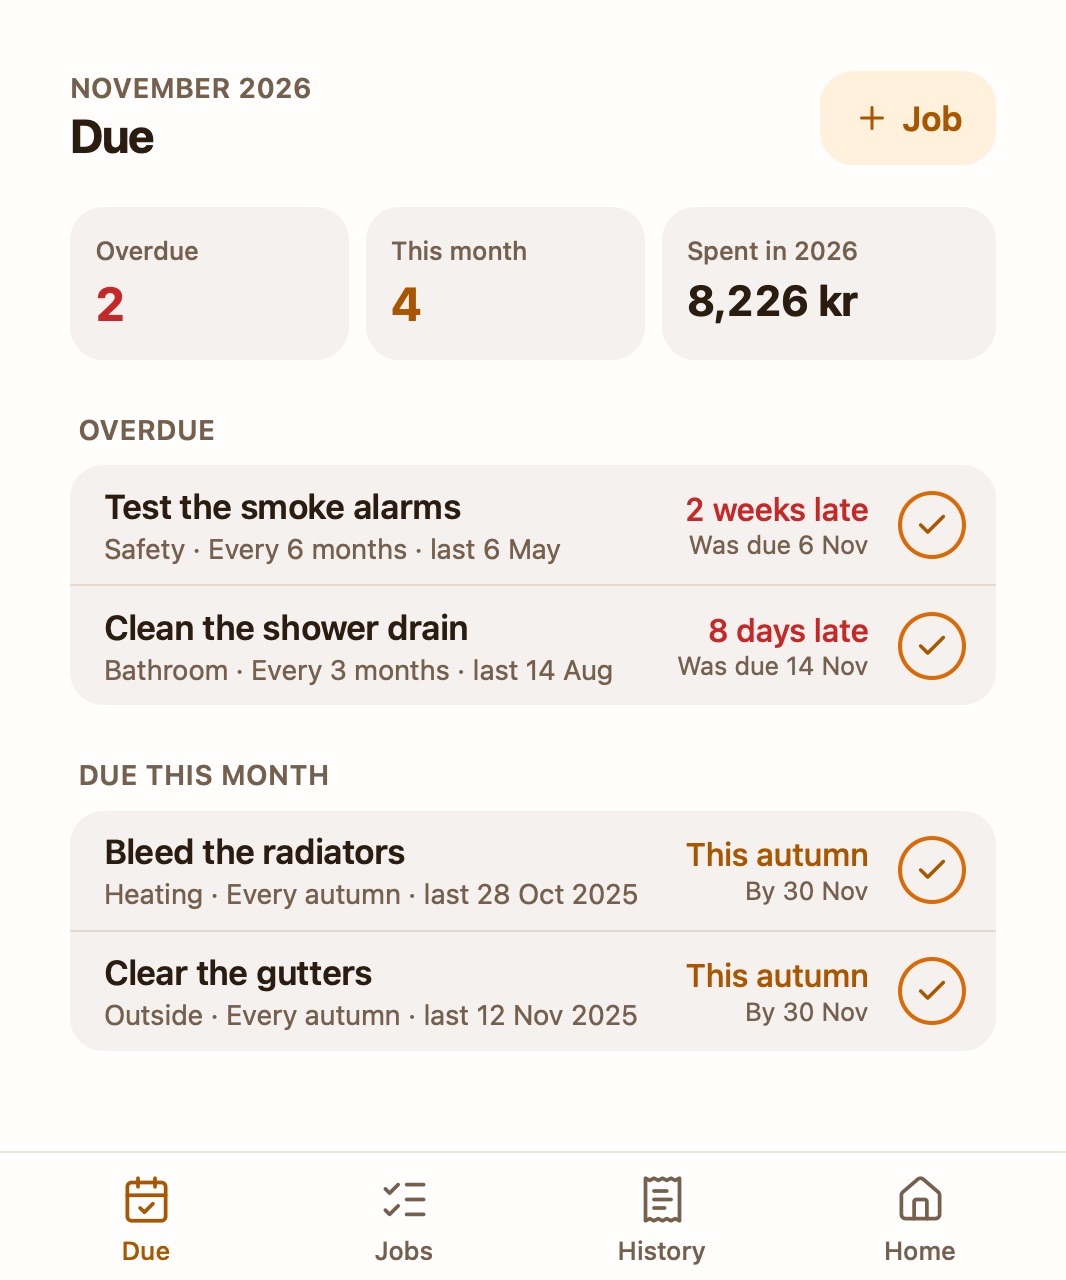 NOVEMBER 2026
Due
+ Job
Overdue
2
This month
4
Spent in 2026
8,226 kr
OVERDUE
Test the smoke alarms
Safety · Every 6 months · last 6 May
2 weeks late
Was due 6 Nov
Clean the shower drain
Bathroom · Every 3 months · last 14 Aug
8 days late
Was due 14 Nov
DUE THIS MONTH
Bleed the radiators
Heating · Every autumn · last 28 Oct 2025
This autumn
By 30 Nov
Clear the gutters
Outside · Every autumn · last 12 Nov 2025
This autumn
By 30 Nov
Due
Jobs
History
Home